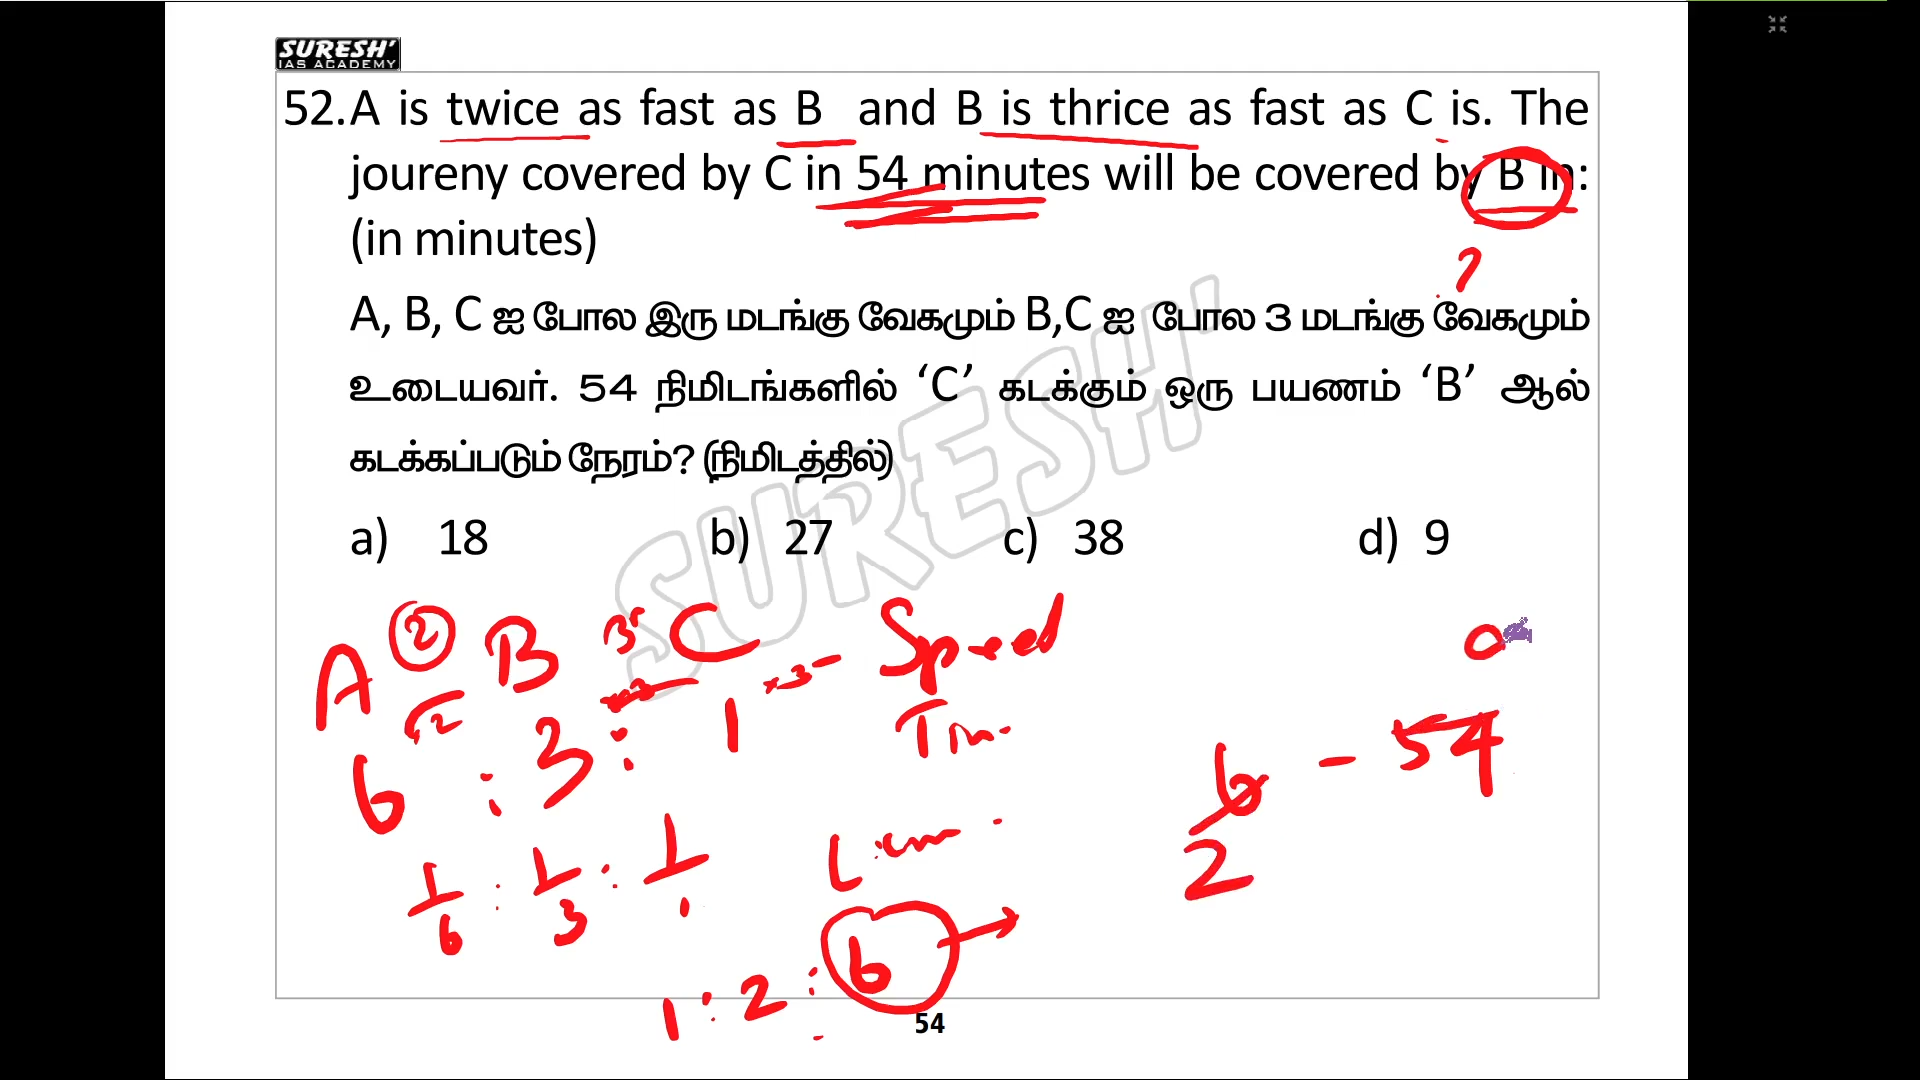 SURESH'
IAS ACADEMY
52. A is twice as fast as B and B is thrice as fast as C is. The
joureny covered by C in 54 minutes will be covered by B in:
(in minutes)
?
A, B, C ஐ போல இரு மடங்கு வேகமும் B,C ஐ போல 3 மடங்கு வேகமும்
உடையவர். 54 நிமிடங்களில் ‘C’ கடக்கும் ஒரு பயணம் ‘B’ ஆல்
கடக்கப்படும் நேரம்? (நிமிடத்தில்)
SURESH'
a) 18 b) 27 c) 38 d) 9
A 2 B 3 C Speed
6 : 3 : 1
6 - 54
2
1/6 : 1/3 : 1/1
1 : 2 : 6
54